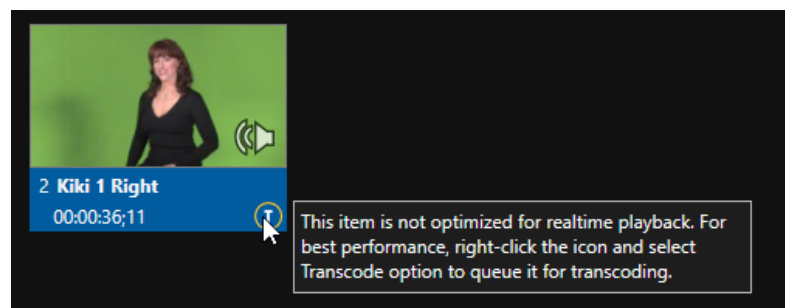 2 Kiki 1 Right
00:00:36;11
T
This item is not optimized for realtime playback. For
best performance, right-click the icon and select
Transcode option to queue it for transcoding.